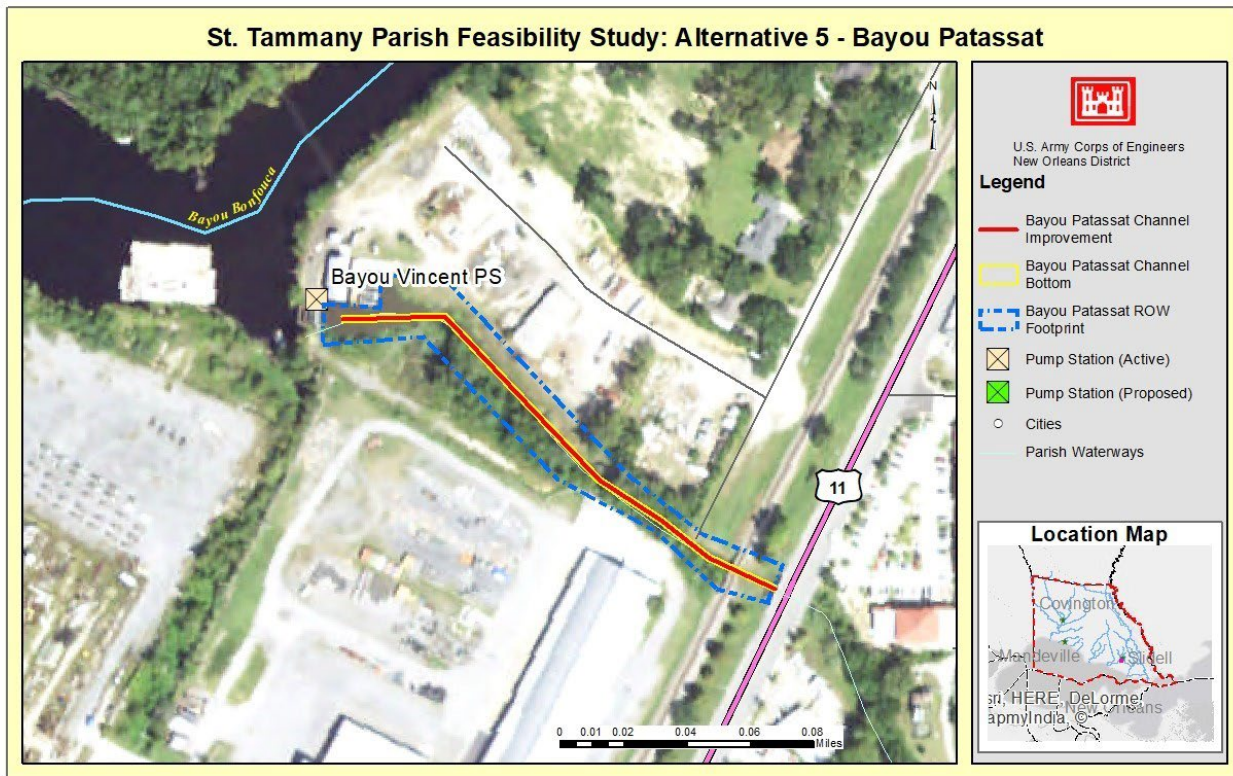 St. Tammany Parish Feasibility Study: Alternative 5 - Bayou Patassat
N
Bayou Bonfouca
Bayou Vincent PS
11
0 0.01 0.02 0.04 0.06 0.08
Miles
U.S. Army Corps of Engineers
New Orleans District
Legend
Bayou Patassat Channel
Improvement
Bayou Patassat Channel
Bottom
Bayou Patassat ROW
Footprint
Pump Station (Active)
Pump Station (Proposed)
Cities
Parish Waterways
Location Map
Covington
Mandeville
Slidell
sri, HERE, DeLorme,
New Orleans
apmyIndia, ©